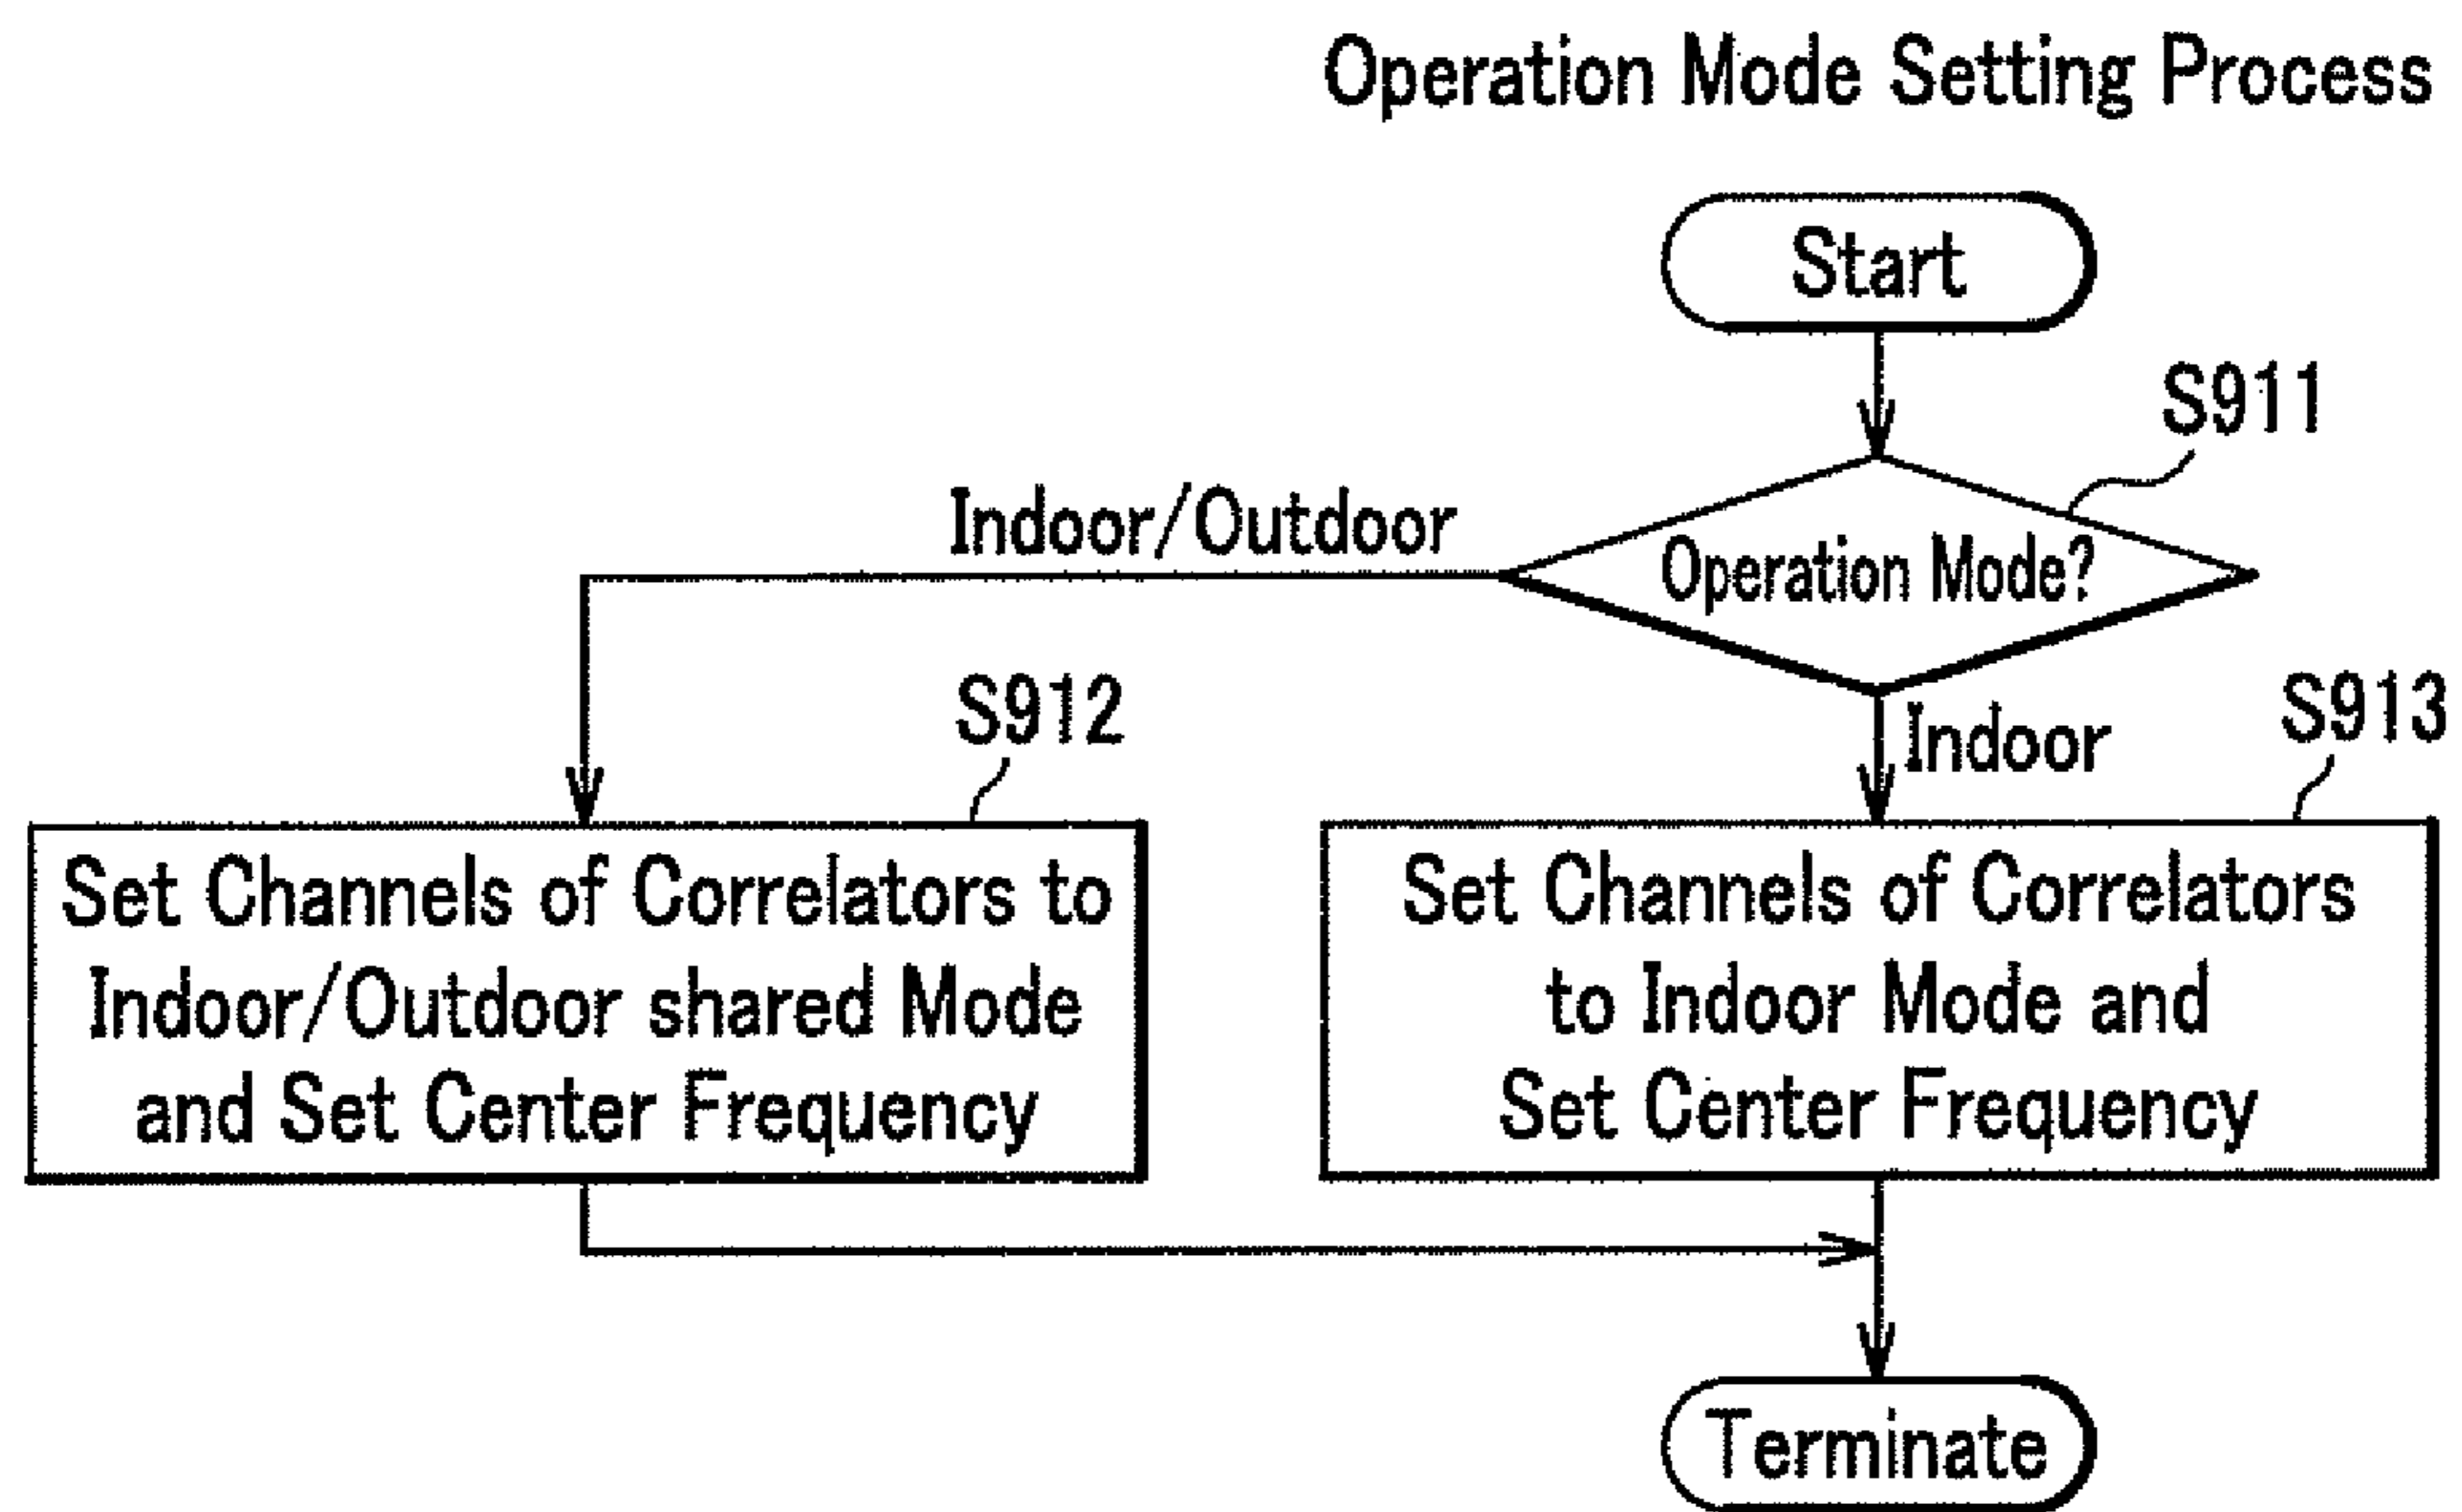 Operation Mode Setting Process
Start
S911
Operation Mode?
Indoor/Outdoor
Indoor
S912
Set Channels of Correlators to
Indoor/Outdoor shared Mode
and Set Center Frequency
S913
Set Channels of Correlators
to Indoor Mode and
Set Center Frequency
Terminate